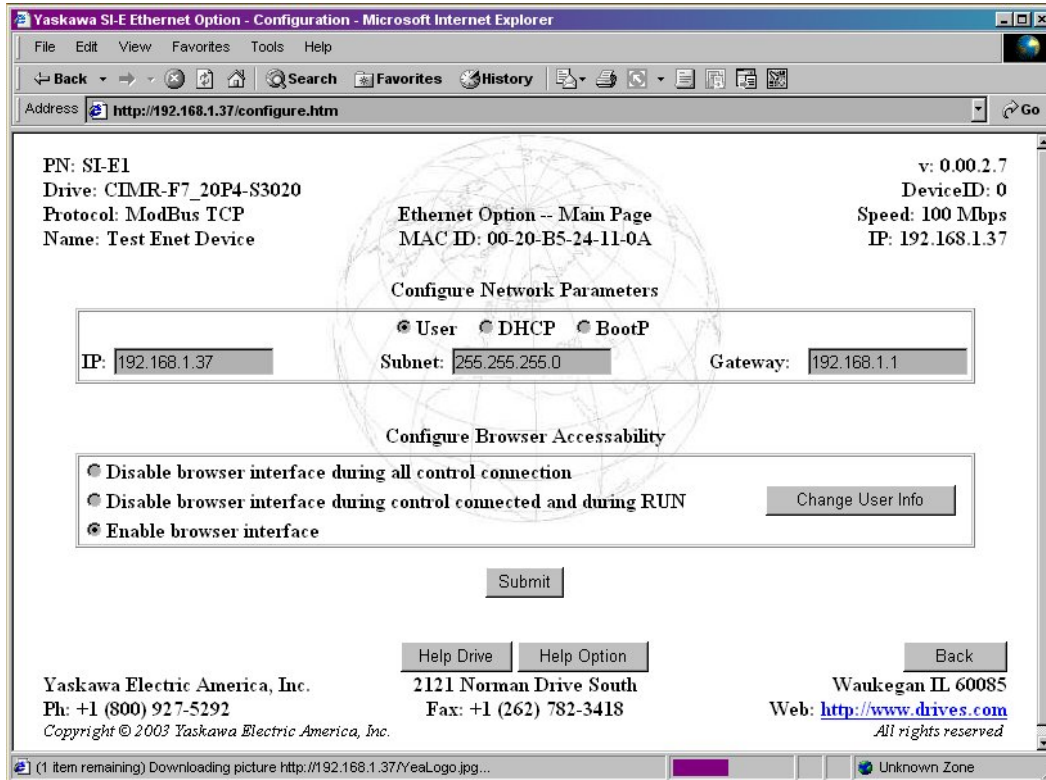 Yaskawa SI-E Ethernet Option - Configuration - Microsoft Internet Explorer
File Edit View Favorites Tools Help
Back Search Favorites History
Address http://192.168.1.37/configure.htm Go
PN: SI-E1 v: 0.00.2.7
Drive: CIMR-F7_20P4-S3020 DeviceID: 0
Protocol: ModBus TCP Ethernet Option -- Main Page Speed: 100 Mbps
Name: Test Enet Device MAC ID: 00-20-B5-24-11-0A IP: 192.168.1.37
Configure Network Parameters
User DHCP BootP
IP: 192.168.1.37 Subnet: 255.255.255.0 Gateway: 192.168.1.1
Configure Browser Accessability
Disable browser interface during all control connection
Disable browser interface during control connected and during RUN Change User Info
Enable browser interface
Submit
Help Drive Help Option Back
Yaskawa Electric America, Inc. 2121 Norman Drive South Waukegan IL 60085
Ph: +1 (800) 927-5292 Fax: +1 (262) 782-3418 Web: http://www.drives.com
Copyright © 2003 Yaskawa Electric America, Inc. All rights reserved
(1 item remaining) Downloading picture http://192.168.1.37/YeaLogo.jpg... Unknown Zone